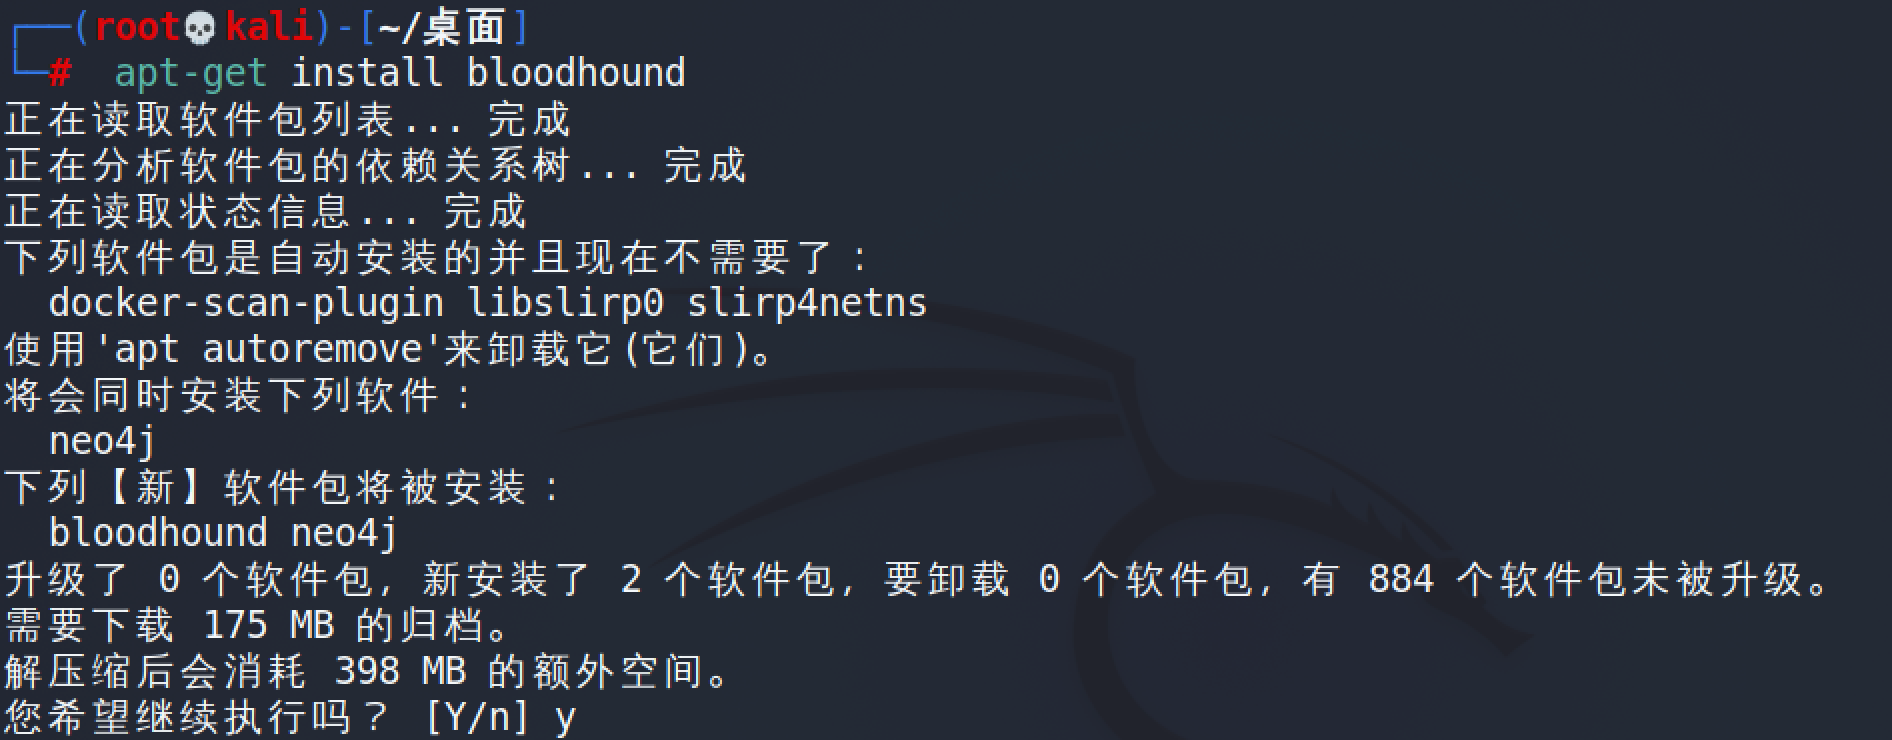 ┌──(root💀kali)-[~/桌面]
└─# apt-get install bloodhound
正在读取软件包列表... 完成
正在分析软件包的依赖关系树... 完成
正在读取状态信息... 完成
下列软件包是自动安装的并且现在不需要了：
  docker-scan-plugin libslirp0 slirp4netns
使用'apt autoremove'来卸载它(它们)。
将会同时安装下列软件：
  neo4j
下列【新】软件包将被安装：
  bloodhound neo4j
升级了 0 个软件包，新安装了 2 个软件包，要卸载 0 个软件包，有 884 个软件包未被升级。
需要下载 175 MB 的归档。
解压缩后会消耗 398 MB 的额外空间。
您希望继续执行吗？ [Y/n] y